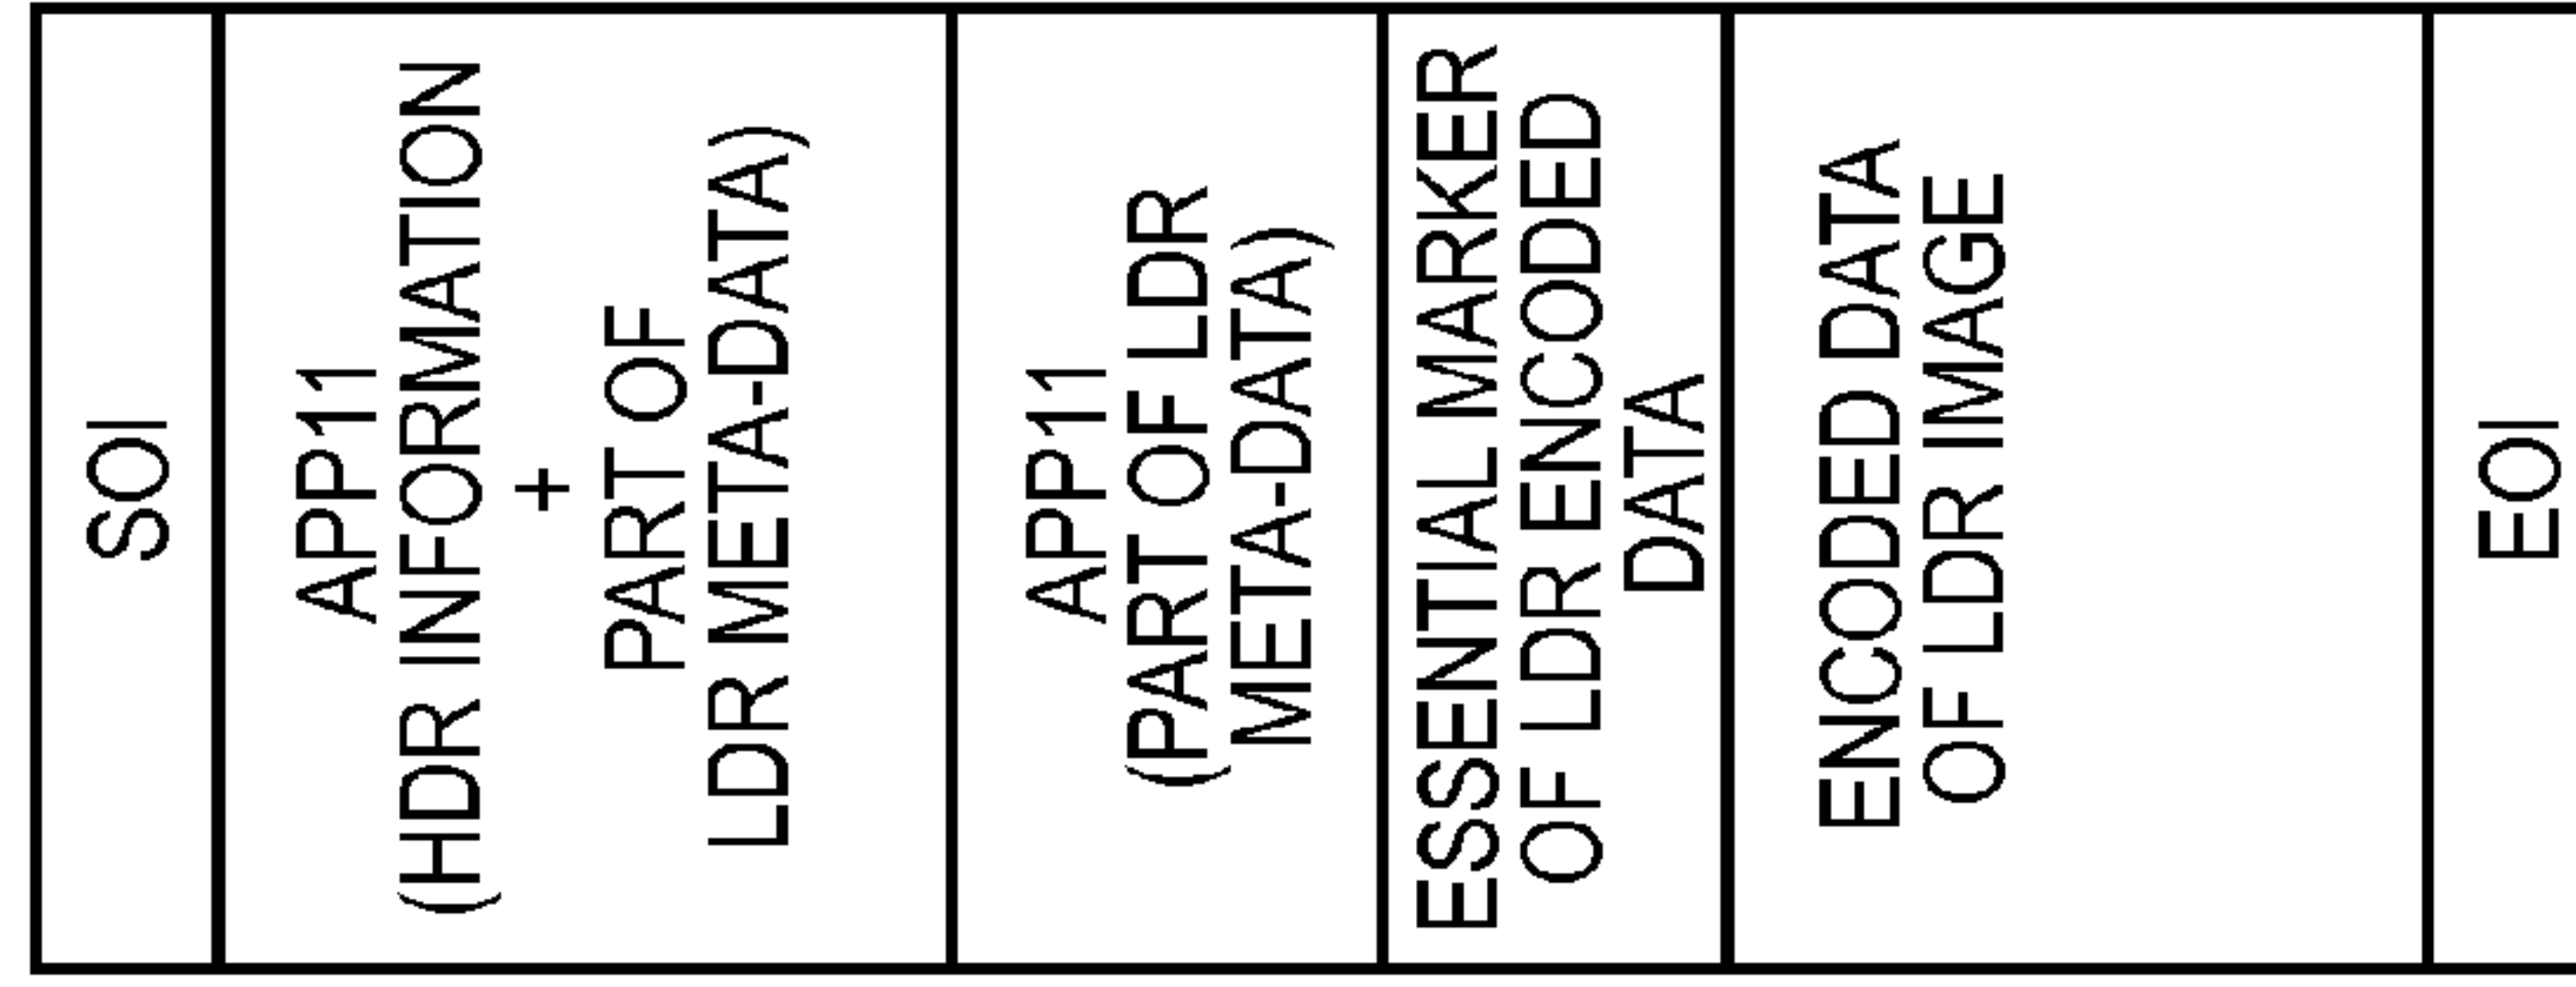 SOI
APP11
(HDR INFORMATION
+
PART OF
LDR META-DATA)
APP11
(PART OF LDR
META-DATA)
ESSENTIAL MARKER
OF LDR ENCODED
DATA
ENCODED DATA
OF LDR IMAGE
EOI